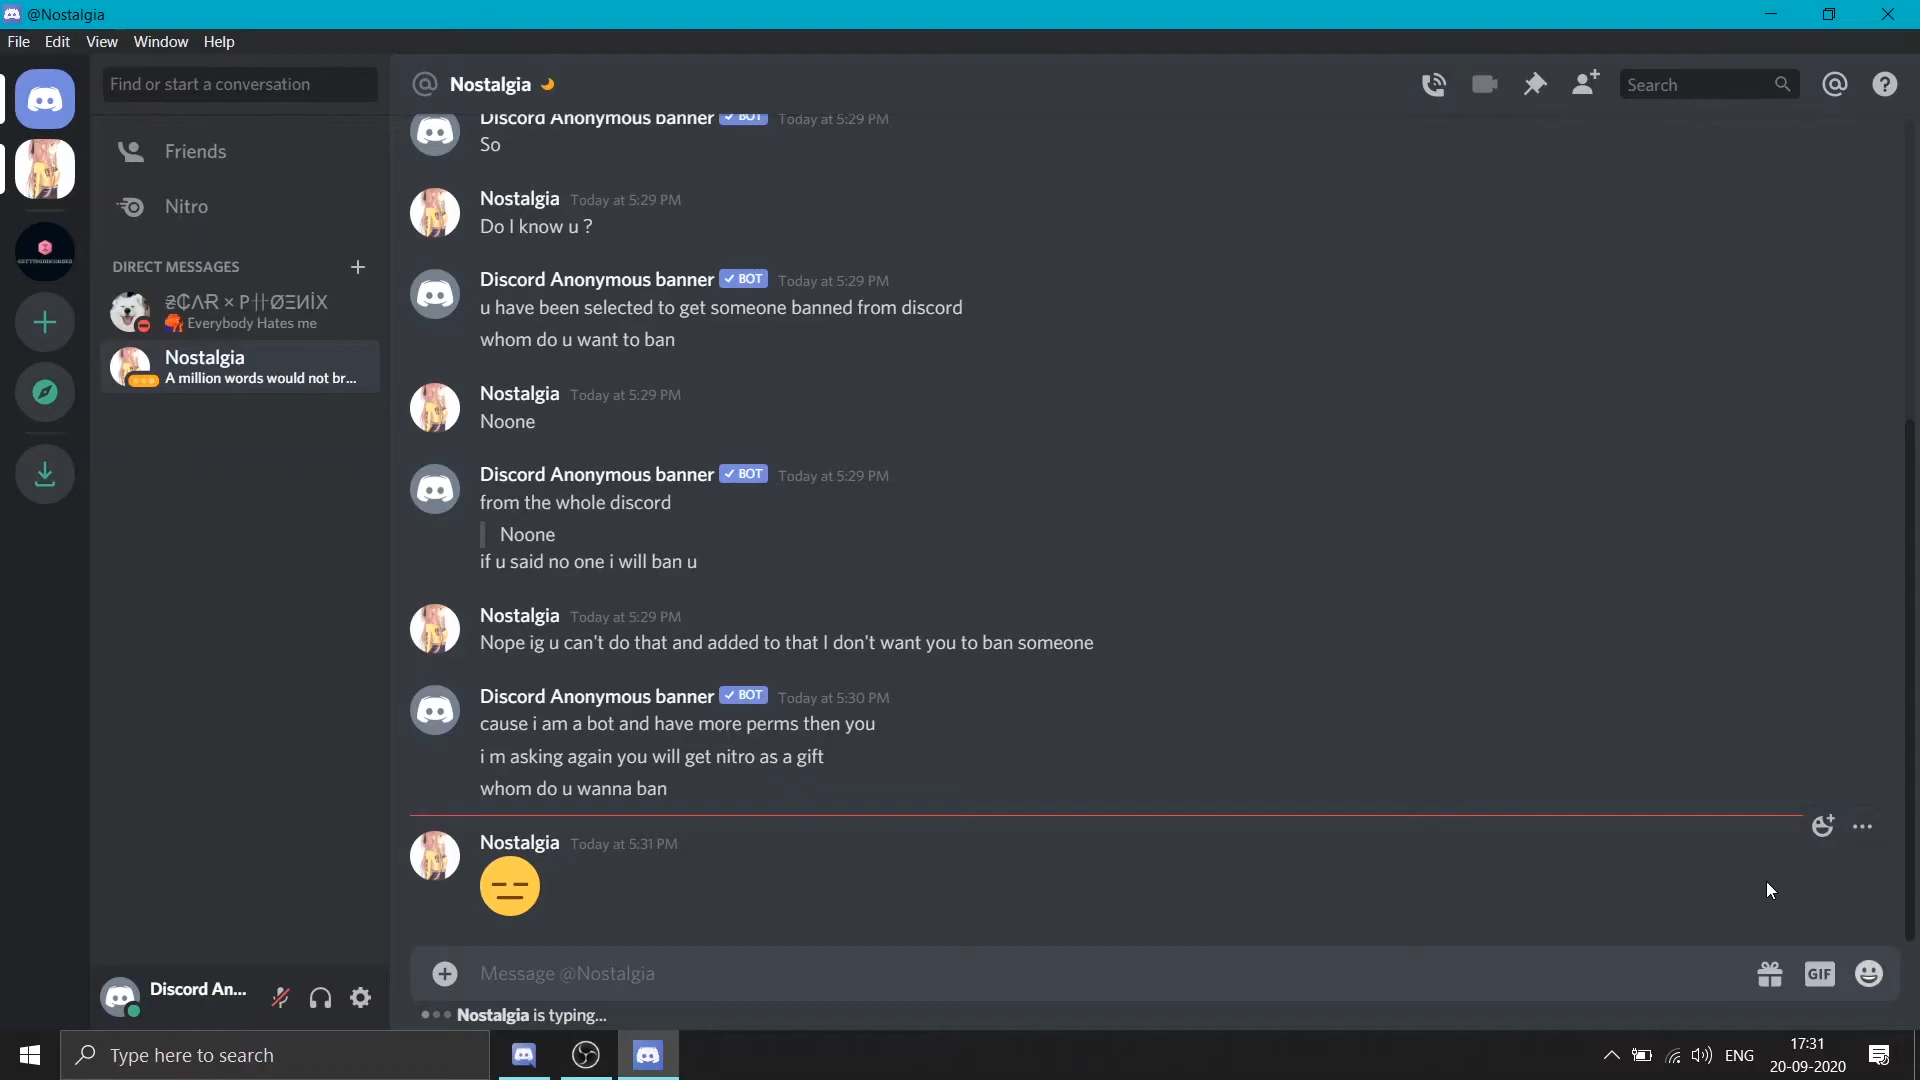 @Nostalgia
File Edit View Window Help
Find or start a conversation
Nostalgia
Search
Friends
Nitro
DIRECT MESSAGES
Everybody Hates me
Nostalgia
A million words would not br...
GETTINGDISCORDED
Discord Anonymous banner BOT Today at 5:29 PM
So
Nostalgia Today at 5:29 PM
Do I know u ?
Discord Anonymous banner BOT Today at 5:29 PM
u have been selected to get someone banned from discord
whom do u want to ban
Nostalgia Today at 5:29 PM
Noone
Discord Anonymous banner BOT Today at 5:29 PM
from the whole discord
Noone
if u said no one i will ban u
Nostalgia Today at 5:29 PM
Nope ig u can't do that and added to that I don't want you to ban someone
Discord Anonymous banner BOT Today at 5:30 PM
cause i am a bot and have more perms then you
i m asking again you will get nitro as a gift
whom do u wanna ban
Nostalgia Today at 5:31 PM
Message @Nostalgia
GIF
Nostalgia is typing...
Discord An...
Type here to search
ENG
17:31
20-09-2020